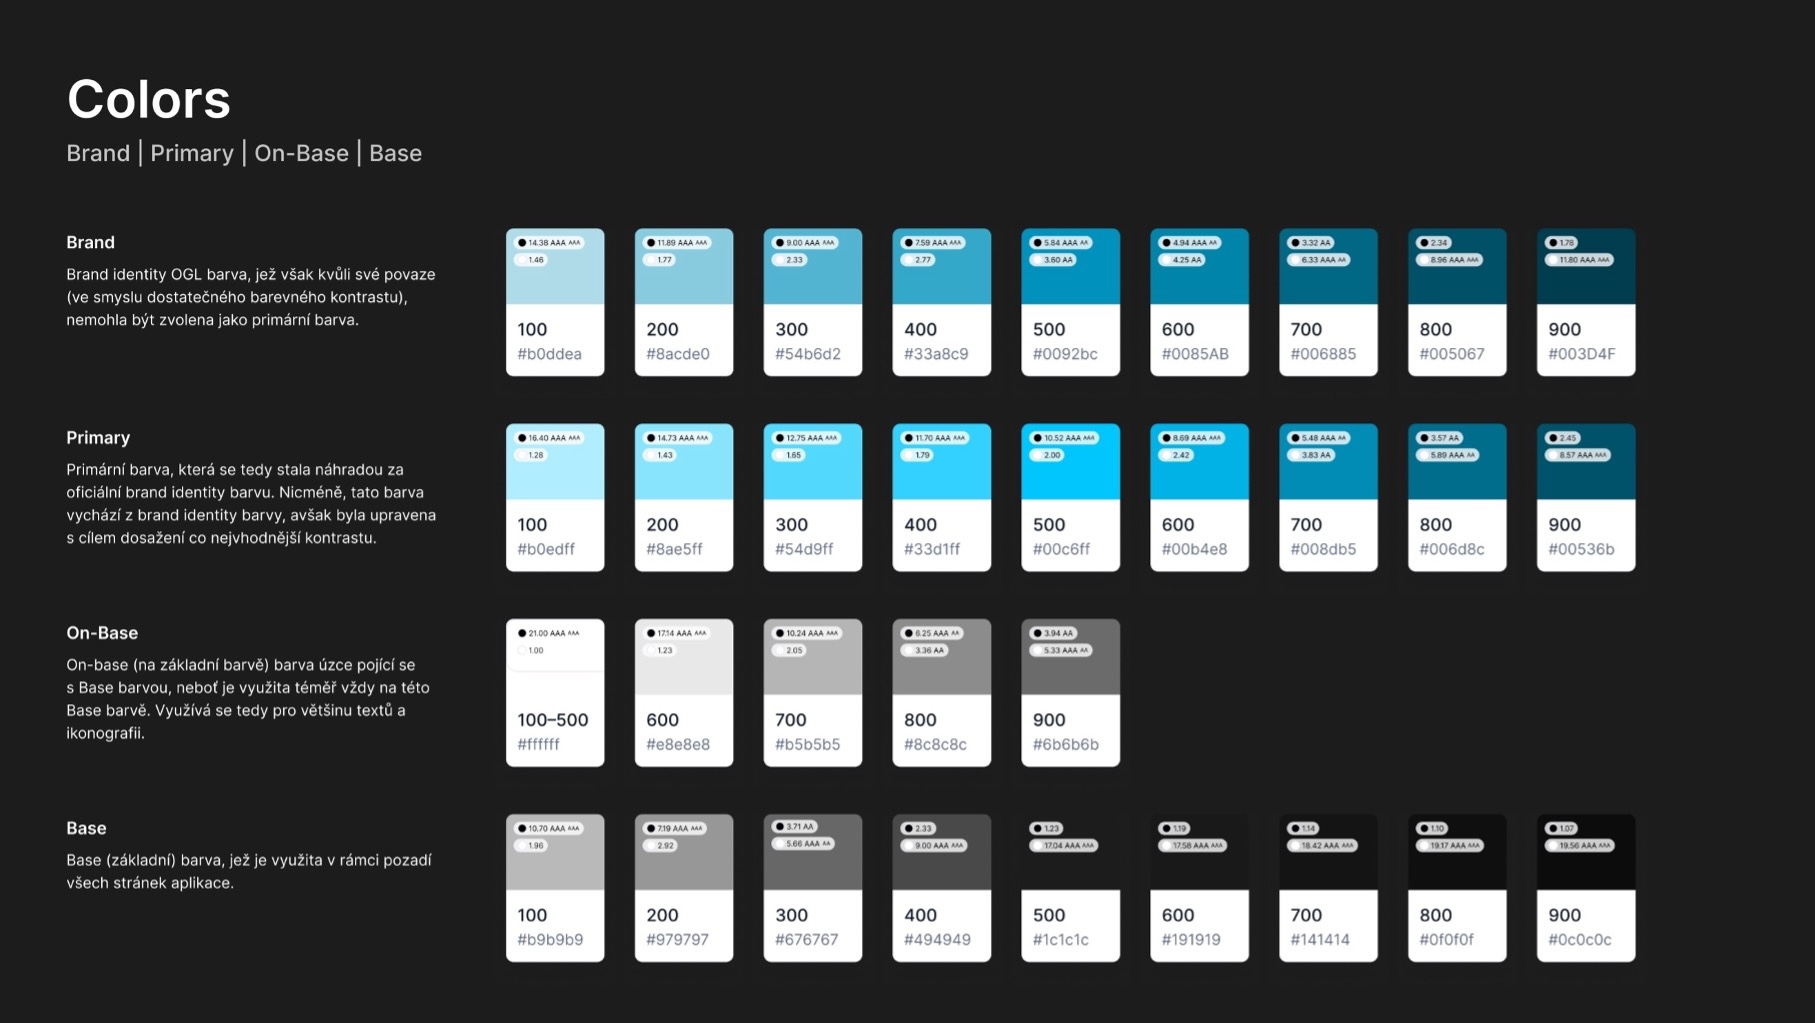 Colors
Brand | Primary | On-Base | Base
Brand
Brand identity OGL barva, jež však kvůli své povaze
(ve smyslu dostatečného barevného kontrastu),
nemohla být zvolena jako primární barva.
14.38 AAA AAA
1.46
100
#b0ddea
11.89 AAA AAA
1.77
200
#8acde0
9.00 AAA AAA
2.33
300
#54b6d2
7.59 AAA AAA
2.77
400
#33a8c9
5.84 AAA AA
3.60 AA
500
#0092bc
4.94 AAA AA
4.25 AA
600
#0085AB
3.32 AA
6.33 AAA AA
700
#006885
2.34
8.96 AAA AAA
800
#005067
1.78
11.80 AAA AAA
900
#003D4F
Primary
Primární barva, která se tedy stala náhradou za
oficiální brand identity barvu. Nicméně, tato barva
vychází z brand identity barvy, avšak byla upravena
s cílem dosažení co nejvhodnější kontrastu.
16.40 AAA AAA
1.28
100
#b0edff
14.73 AAA AAA
1.43
200
#8ae5ff
12.75 AAA AAA
1.65
300
#54d9ff
11.70 AAA AAA
1.79
400
#33d1ff
10.52 AAA AAA
2.00
500
#00c6ff
8.69 AAA AAA
2.42
600
#00b4e8
5.48 AAA AA
3.83 AA
700
#008db5
3.57 AA
5.89 AAA AA
800
#006d8c
2.45
8.57 AAA AAA
900
#00536b
On-Base
On-base (na základní barvě) barva úzce pojící se
s Base barvou, neboť je využita téměř vždy na této
Base barvě. Využívá se tedy pro většinu textů a
ikonografii.
21.00 AAA AAA
1.00
100–500
#ffffff
17.14 AAA AAA
1.23
600
#e8e8e8
10.24 AAA AAA
2.05
700
#b5b5b5
6.25 AAA AA
3.36 AA
800
#8c8c8c
3.94 AA
5.33 AAA AA
900
#6b6b6b
Base
Base (základní) barva, jež je využita v rámci pozadí
všech stránek aplikace.
10.70 AAA AAA
1.96
100
#b9b9b9
7.19 AAA AAA
2.92
200
#979797
3.71 AA
5.66 AAA AA
300
#676767
2.33
9.00 AAA AAA
400
#494949
1.23
17.04 AAA AAA
500
#1c1c1c
1.19
17.58 AAA AAA
600
#191919
1.14
18.42 AAA AAA
700
#141414
1.10
19.17 AAA AAA
800
#0f0f0f
1.07
19.56 AAA AAA
900
#0c0c0c